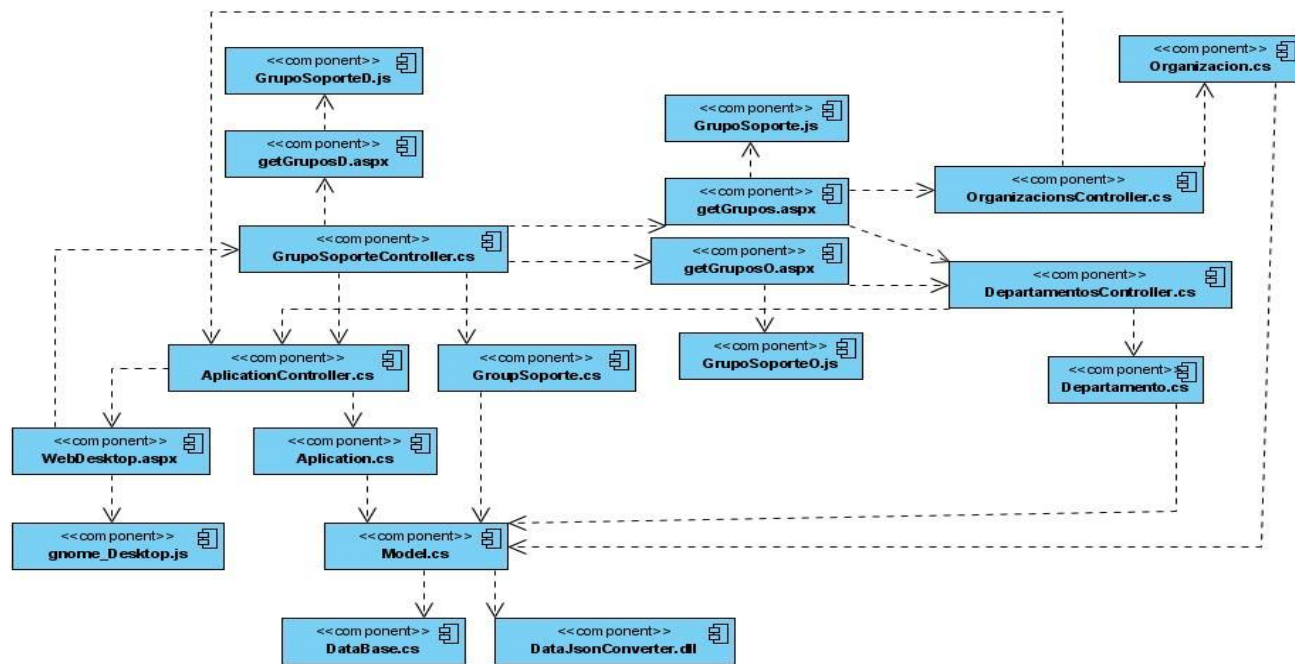 <<component>>
Organizacion.cs
<<component>>
GrupoSoporteD.js
<<component>>
GrupoSoporte.js
<<component>>
getGruposD.aspx
<<component>>
OrganizacionsController.cs
<<component>>
getGrupos.aspx
<<component>>
GrupoSoporteController.cs
<<component>>
getGruposO.aspx
<<component>>
DepartamentosController.cs
<<component>>
GrupoSoporteO.js
<<component>>
AplicationController.cs
<<component>>
GroupSoporte.cs
<<component>>
Departamento.cs
<<component>>
WebDesktop.aspx
<<component>>
Aplication.cs
<<component>>
gnome_Desktop.js
<<component>>
Model.cs
<<component>>
DataBase.cs
<<component>>
DataJsonConverter.dll